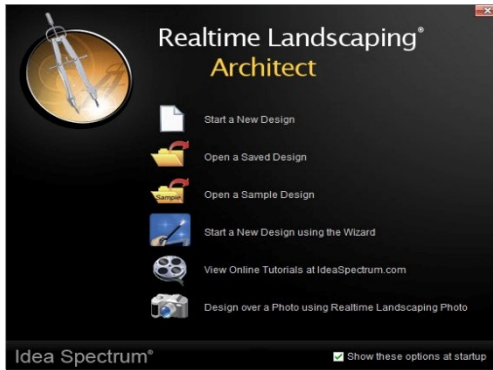 Realtime Landscaping®
Architect
Start a New Design
Open a Saved Design
Sample
Open a Sample Design
Start a New Design using the Wizard
View Online Tutorials at IdeaSpectrum.com
Design over a Photo using Realtime Landscaping Photo
Idea Spectrum®
Show these options at startup